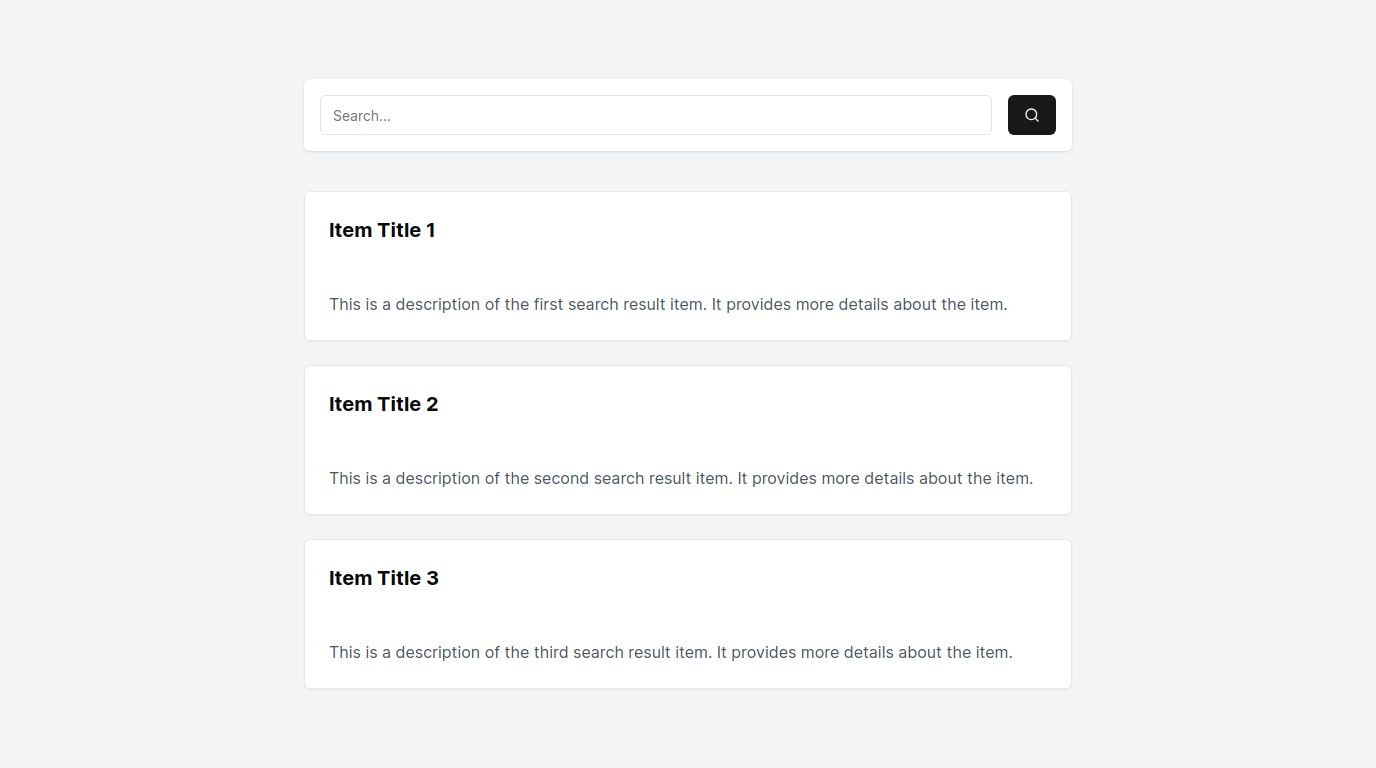 Search...
Item Title 1
This is a description of the first search result item. It provides more details about the item.
Item Title 2
This is a description of the second search result item. It provides more details about the item.
Item Title 3
This is a description of the third search result item. It provides more details about the item.